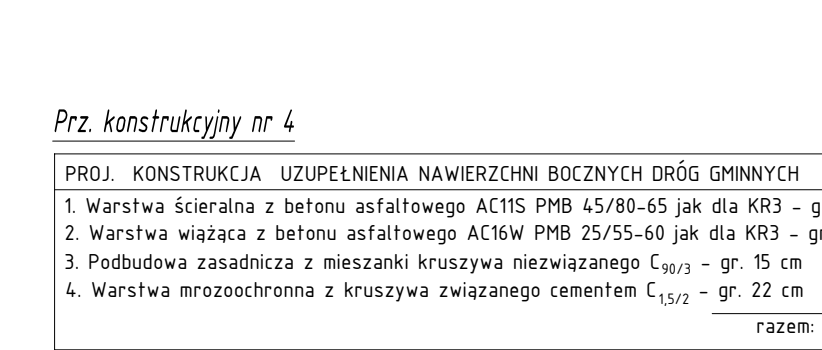 Prz. konstrukcyjny nr 4
PROJ. KONSTRUKCJA UZUPEŁNIENIA NAWIERZCHNI BOCZNYCH DRÓG GMINNYCH
1. Warstwa ścieralna z betonu asfaltowego AC11S PMB 45/80-65 jak dla KR3 - g
2. Warstwa wiążąca z betonu asfaltowego AC16W PMB 25/55-60 jak dla KR3 - gr
3. Podbudowa zasadnicza z mieszanki kruszywa niezwiązanego C90/3 - gr. 15 cm
4. Warstwa mrozoochronna z kruszywa związanego cementem C1,5/2 - gr. 22 cm
razem: